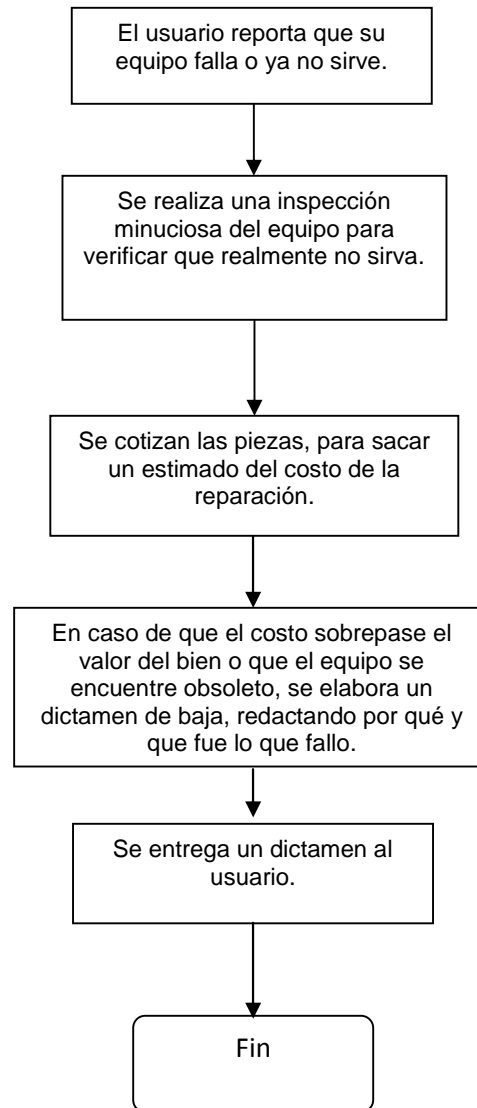 El usuario reporta que su
equipo falla o ya no sirve.
Se realiza una inspección
minuciosa del equipo para
verificar que realmente no sirva.
Se cotizan las piezas, para sacar
un estimado del costo de la
reparación.
En caso de que el costo sobrepase el
valor del bien o que el equipo se
encuentre obsoleto, se elabora un
dictamen de baja, redactando por qué y
que fue lo que fallo.
Se entrega un dictamen al
usuario.
Fin